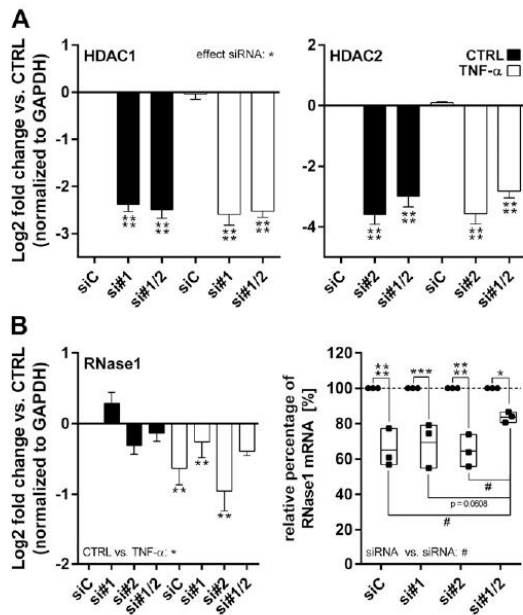 A
Log2 fold change vs. CTRL
(normalized to GAPDH)
1
0
-1
-2
-3
HDAC1
effect siRNA: *
**
**
**
**
**
**
**
**
siC
si#1
si#1/2
siC
si#1
si#1/2
2
0
-2
-4
HDAC2
CTRL
TNF-α
**
**
**
**
**
**
**
**
siC
si#2
si#1/2
siC
si#2
si#1/2
B
Log2 fold change vs. CTRL
(normalized to GAPDH)
1
0
-1
-2
RNase1
**
**
**
CTRL vs. TNF-α: *
siC
si#1
si#2
si#1/2
siC
si#1
si#2
si#1/2
relative percentage of
RNase1 mRNA [%]
120
100
80
60
40
20
0
**
**
***
**
**
*
#
p = 0.0608
#
siRNA vs. siRNA: #
siC
si#1
si#2
si#1/2